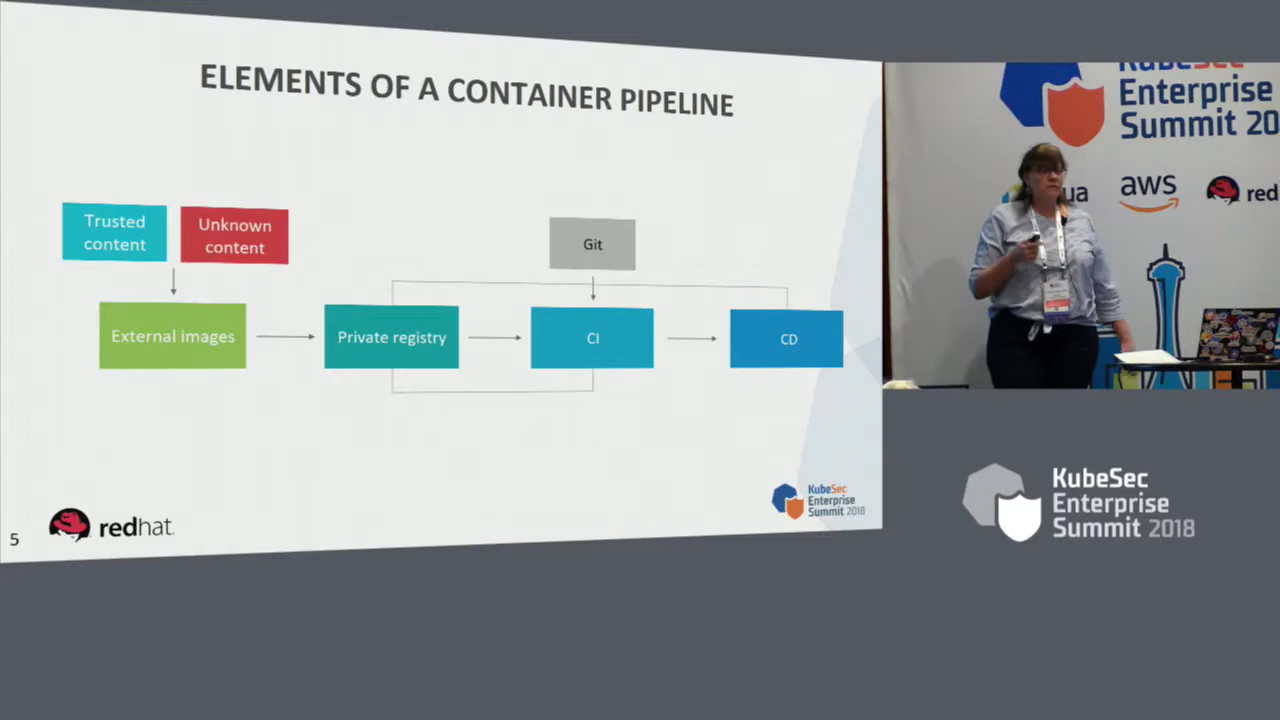 ELEMENTS OF A CONTAINER PIPELINE
Trusted
content
Unknown
content
Git
External images
Private registry
CI
CD
5
redhat.
KubeSec
Enterprise
Summit 2018
KubeSec
Enterprise
Summit 20
ua
aws
red
KubeSec
Enterprise
Summit 2018